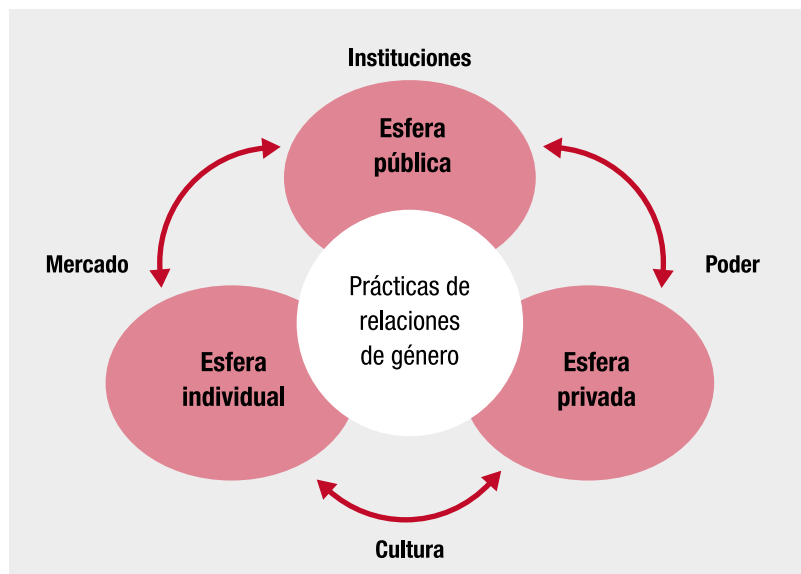 Instituciones
Esfera
pública
Mercado
Poder
Prácticas de
relaciones
de género
Esfera
individual
Esfera
privada
Cultura